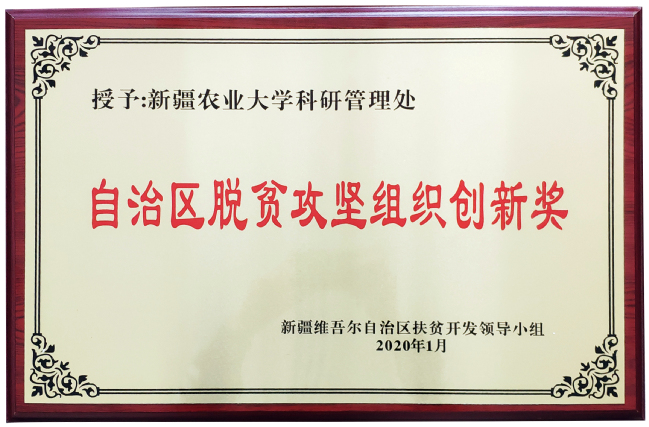 授予:新疆农业大学科研管理处
自治区脱贫攻坚组织创新奖
新疆维吾尔自治区扶贫开发领导小组
2020年1月